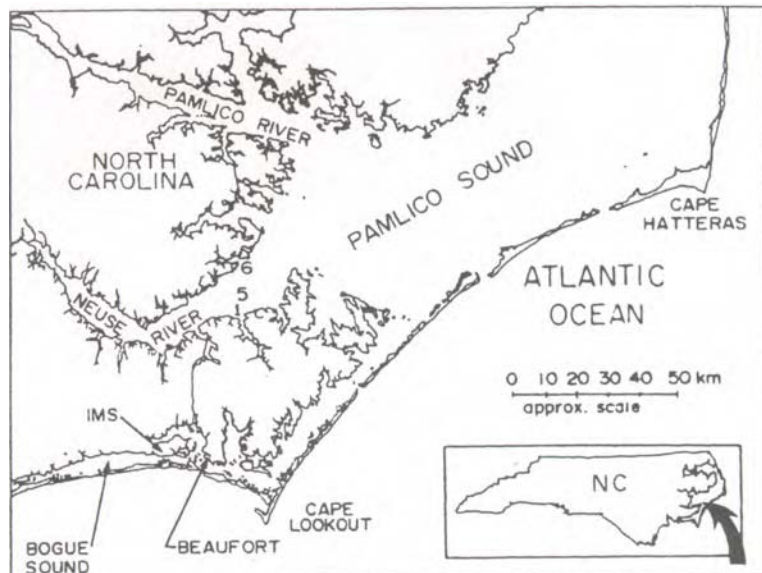 PAMLICO RIVER
NORTH
CAROLINA
PAMLICO SOUND
CAPE
HATTERAS
6
ATLANTIC
OCEAN
5
NEUSE RIVER
0 10 20 30 50 km
approx. scale
IMS
NC
CAPE
LOOKOUT
BOGUE
SOUND
BEAUFORT